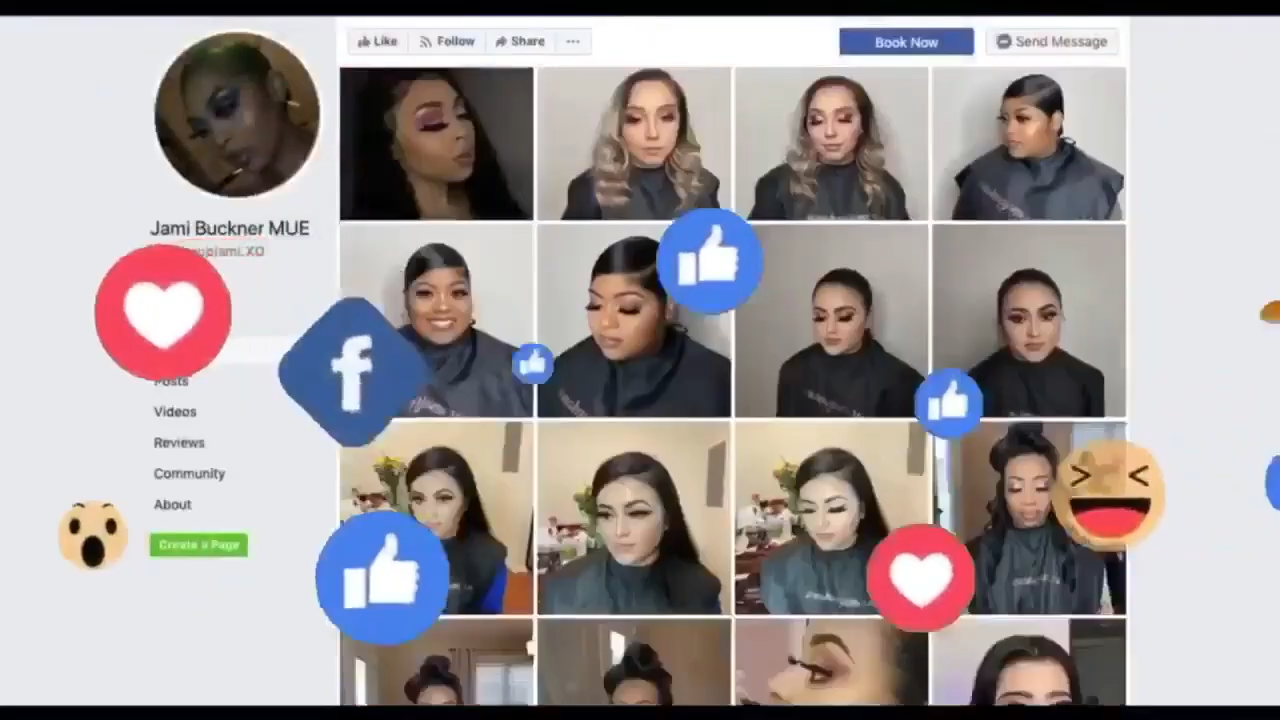 Like Follow Share ...
Book Now Send Message
Jami Buckner MUE
Posts
Videos
Reviews
Community
About
Create a Page
f